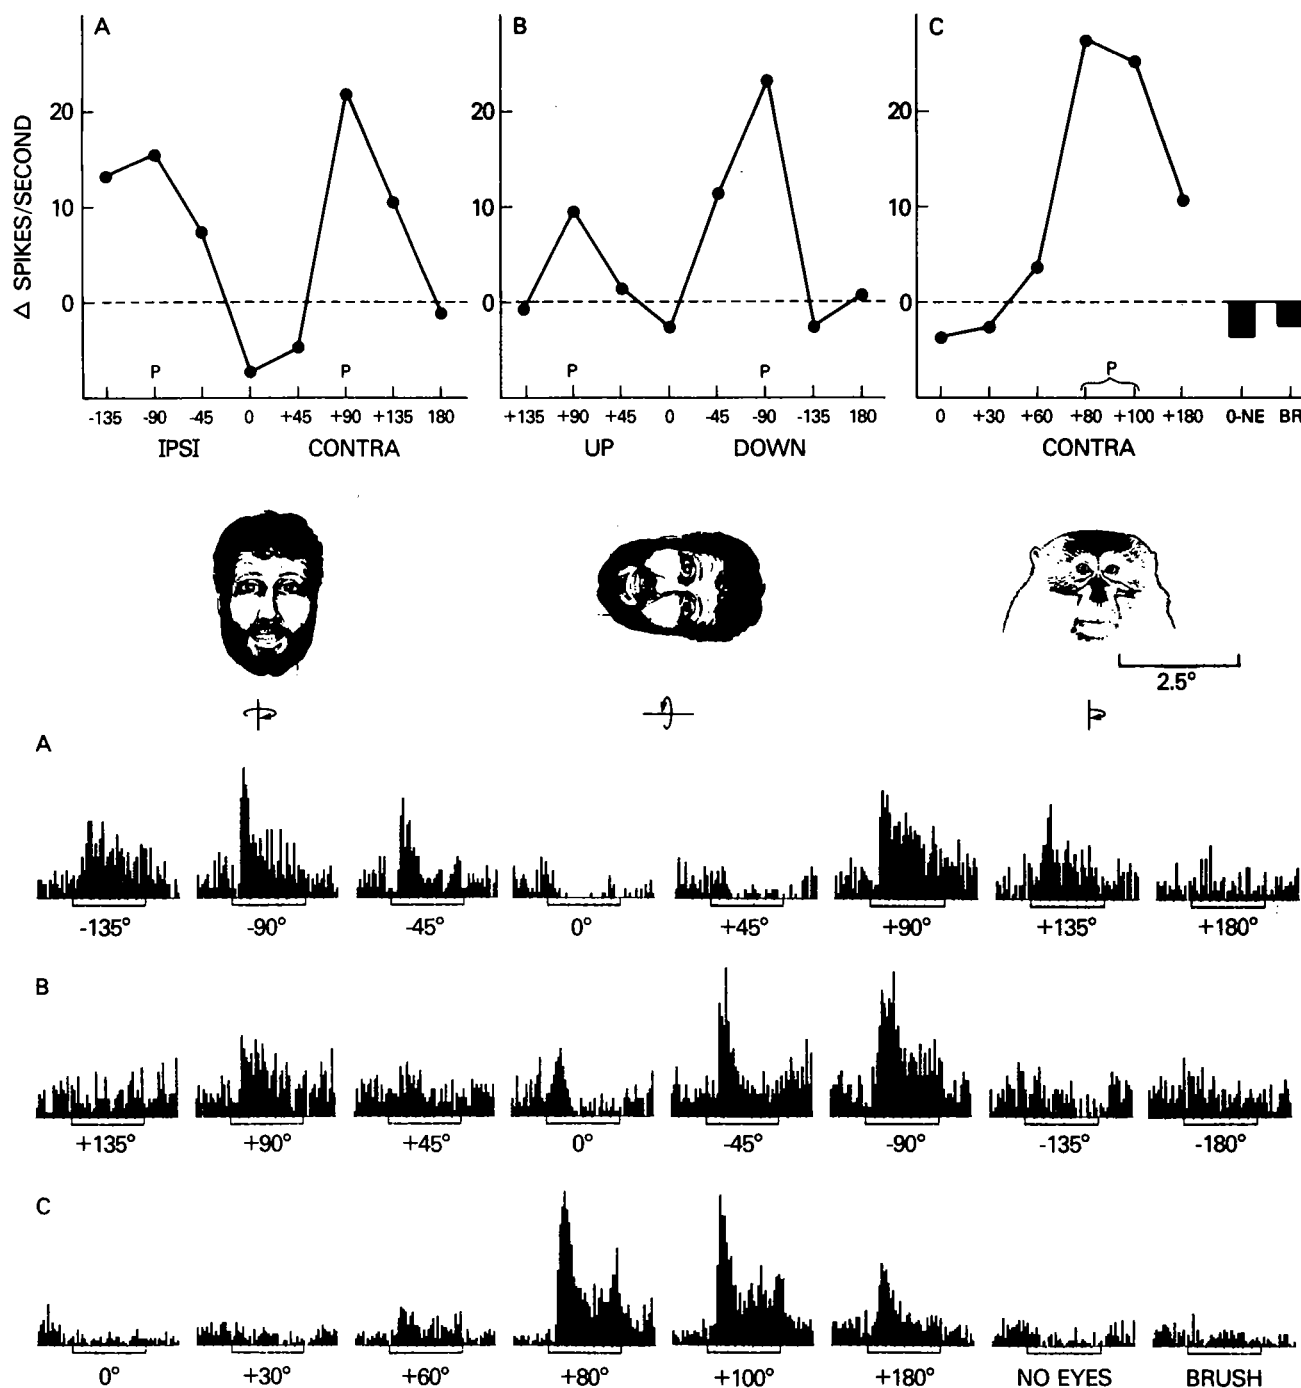 A
B
C
Δ SPIKES/SECOND
20
10
0
P
P
-135 -90 -45 0 +45 +90 +135 180
IPSI CONTRA
20
10
0
P
P
+135 +90 +45 0 -45 -90 -135 180
UP DOWN
20
10
0
P
0 +30 +60 +80 +100 +180 0-NE BR
CONTRA
2.5°
A
-135° -90° -45° 0° +45° +90° +135° +180°
B
+135° +90° +45° 0° -45° -90° -135° -180°
C
0° +30° +60° +80° +100° +180° NO EYES BRUSH